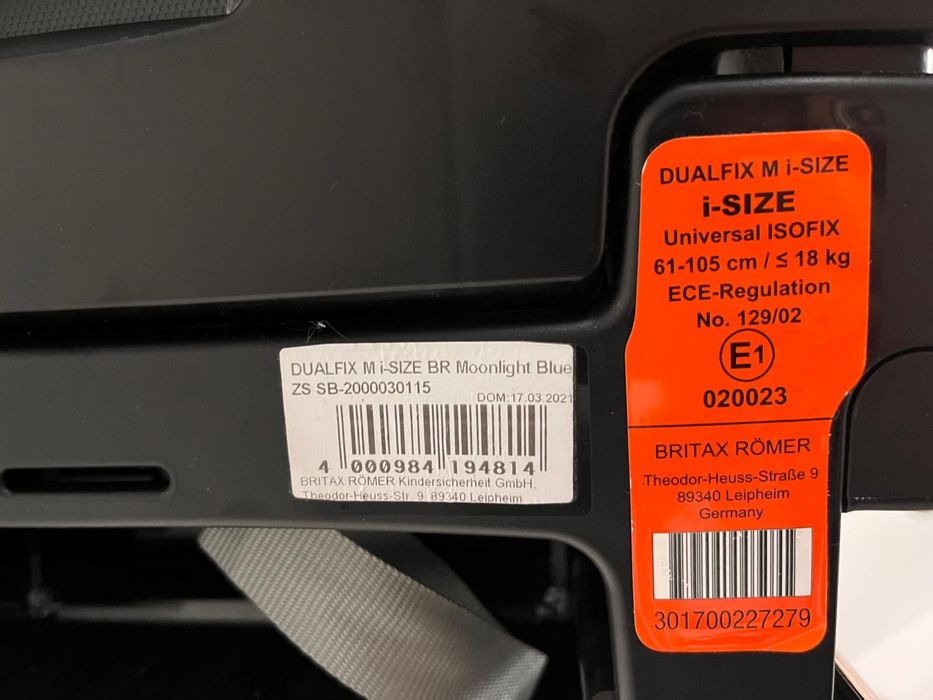 DUALFIX M i-SIZE BR Moonlight Blue
ZS SB-2000030115
DOM:17.03.2021
4 000984 194814
BRITAX RÖMER Kindersicherheit GmbH,
Theodor-Heuss-Str. 9, 89340 Leipheim
DUALFIX M i-SIZE
i-SIZE
Universal ISOFIX
61-105 cm / ≤ 18 kg
ECE-Regulation
No. 129/02
E1
020023
BRITAX RÖMER
Theodor-Heuss-Straße 9
89340 Leipheim
Germany
301700227279